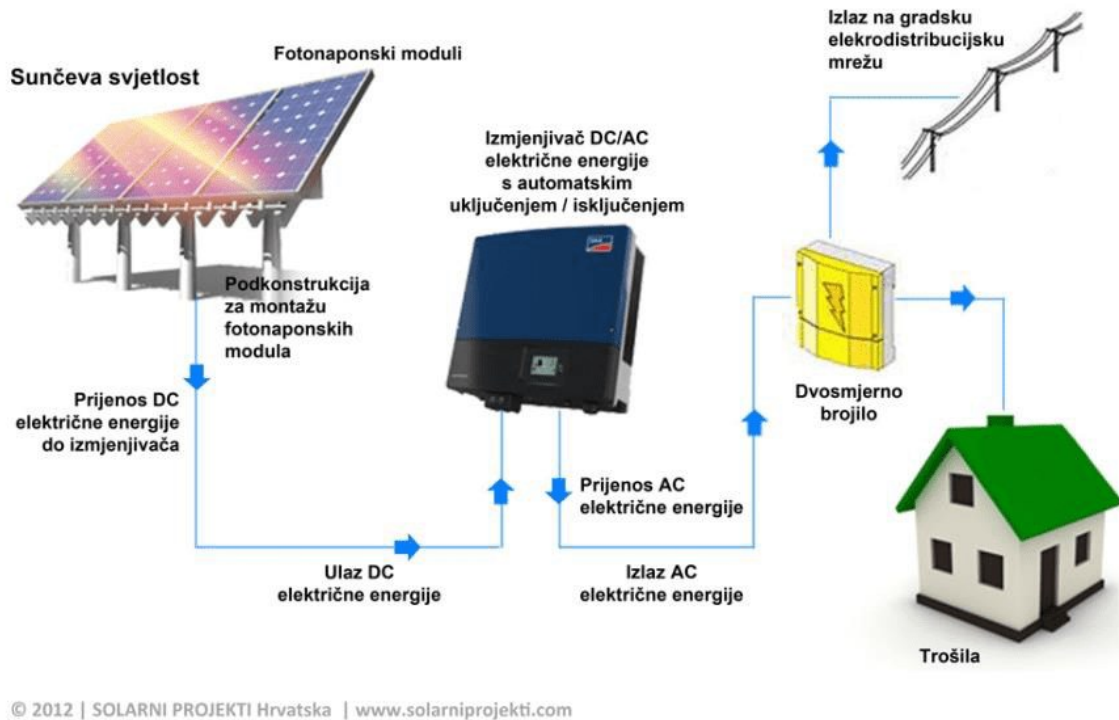 Sunčeva svjetlost
Fotonaponski moduli
Podkonstrukcija
za montažu
fotonaponskih
modula
Prijenos DC
električne energije
do izmjenjivača
Ulaz DC
električne energije
Izmjenjivač DC/AC
električne energije
s automatskim
uključenjem / isključenjem
SMA
Prijenos AC
električne energije
Izlaz AC
električne energije
Dvosmjerno
brojilo
Izlaz na gradsku
elekrodistribucijsku
mrežu
Trošila
© 2012 | SOLARNI PROJEKTI Hrvatska | www.solarniprojekti.com